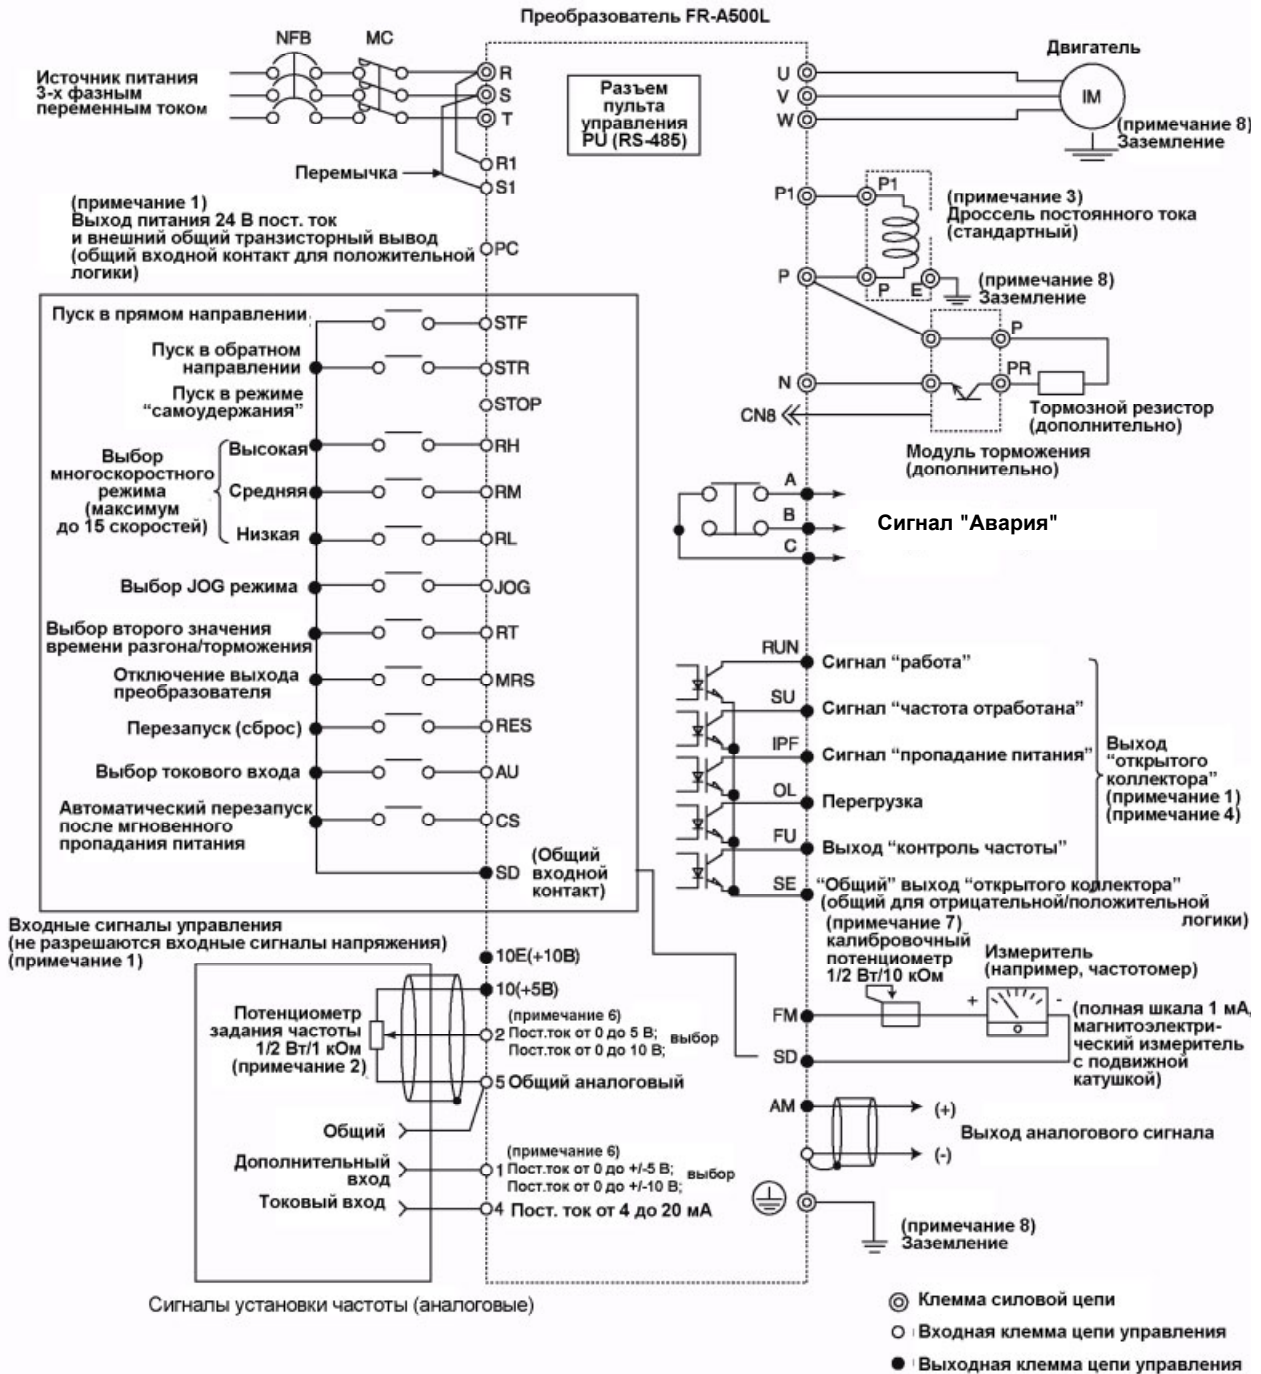 Преобразователь FR-A500L
NFB
MC
Источник питания
3-х фазным
переменным током
R
S
T
R1
S1
Перемычка
Разъем
пульта
управления
PU (RS-485)
U
V
W
Двигатель
IM
(примечание 8)
Заземление
(примечание 1)
Выход питания 24 В пост. ток
и внешний общий транзисторный вывод
(общий входной контакт для положительной
логики)
PC
P1
P1
(примечание 3)
Дроссель постоянного тока
(стандартный)
P
P
E
(примечание 8)
Заземление
P
PR
N
CN8
Тормозной резистор
(дополнительно)
Модуль торможения
(дополнительно)
Пуск в прямом направлении
STF
Пуск в обратном
направлении
STR
Пуск в режиме
“самоудержания”
STOP
Выбор
многоскоростного
режима
(максимум
до 15 скоростей)
Высокая
RH
Средняя
RM
Низкая
RL
Выбор JOG режима
JOG
Выбор второго значения
времени разгона/торможения
RT
Отключение выхода
преобразователя
MRS
Перезапуск (сброс)
RES
Выбор токового входа
AU
Автоматический перезапуск
после мгновенного
пропадания питания
CS
SD
(Общий
входной
контакт)
A
B
C
Сигнал "Авария"
RUN
Сигнал “работа”
SU
Сигнал “частота отработана”
IPF
Сигнал “пропадание питания”
OL
Перегрузка
FU
Выход “контроль частоты”
SE
“Общий” выход “открытого коллектора”
(общий для отрицательной/положительной
логики)
Выход
“открытого
коллектора”
(примечание 1)
(примечание 4)
Входные сигналы управления
(не разрешаются входные сигналы напряжения)
(примечание 1)
10E(+10В)
10(+5В)
Потенциометр
задания частоты
1/2 Вт/1 кОм
(примечание 2)
(примечание 6)
2
Пост.ток от 0 до 5 В;
Пост.ток от 0 до 10 В;
выбор
5 Общий аналоговый
Общий
Дополнительный
вход
(примечание 6)
1
Пост.ток от 0 до +/-5 В;
Пост.ток от 0 до +/-10 В;
выбор
Токовый вход
4 Пост. ток от 4 до 20 мА
Сигналы установки частоты (аналоговые)
(примечание 7)
калибровочный
потенциометр
1/2 Вт/10 кОм
Измеритель
(например, частотомер)
+
-
FM
SD
(полная шкала 1 мА,
магнитоэлектри-
ческий измеритель
с подвижной
катушкой)
AM
(+)
Выход аналогового сигнала
(-)
(примечание 8)
Заземление
Клемма силовой цепи
Входная клемма цепи управления
Выходная клемма цепи управления